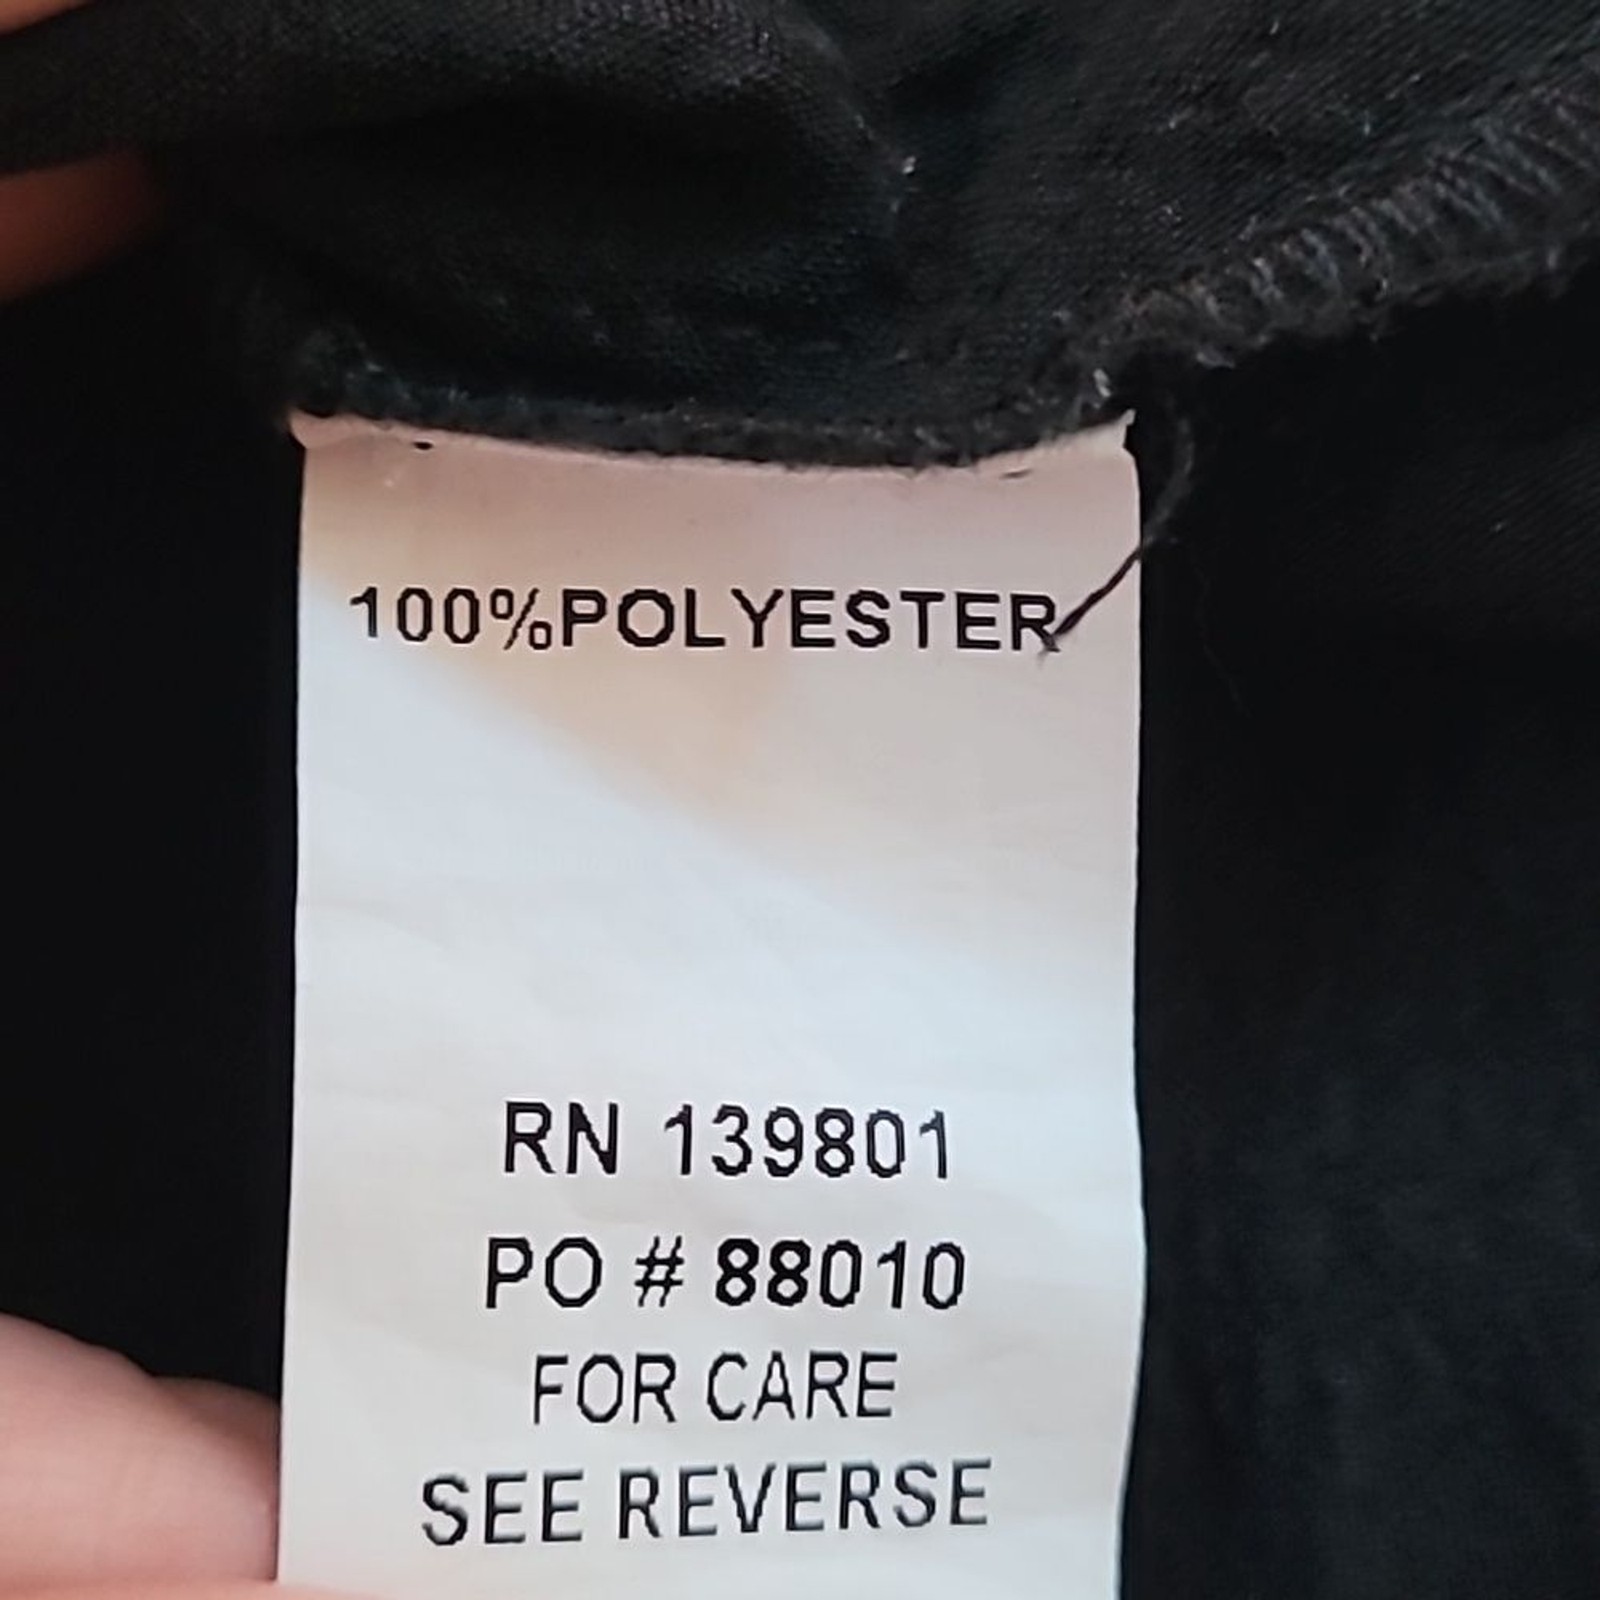 100%POLYESTER
RN 139801
PO # 88010
FOR CARE
SEE REVERSE